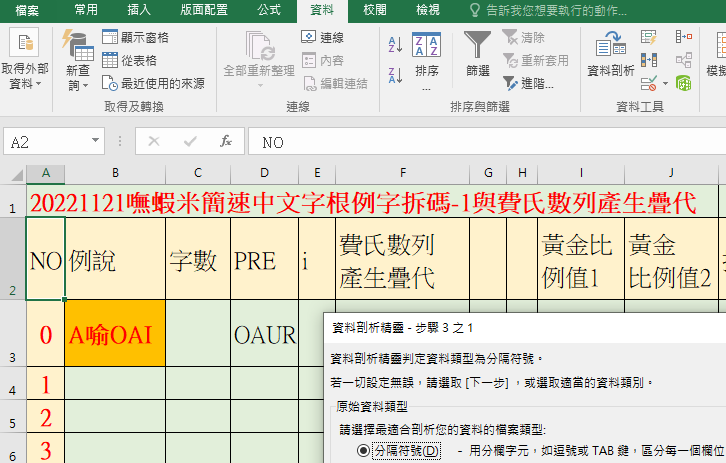 檔案 常用 插入 版面配置 公式 資料 校閱 檢視 告訴我您想要執行的動作...
取得外部
資料
新查
詢
顯示窗格
從表格
最近使用的來源
取得及轉換
全部重新整理
連線
內容
編輯連結
連線
排序
...
篩選
清除
重新套用
進階...
排序與篩選
資料剖析
資料工具
A2 fx NO
A B C D E F G H I J
1 20221121嘸蝦米簡速中文字根例字拆碼-1與費氏數列產生疊代
2 NO 例說 字數 PRE i 費氏數列
產生疊代 黃金比
例值1 黃金
比例值2
3 0 A喻OAI OAUR
4 1
5 2
6 3
資料剖析精靈 - 步驟 3 之 1
資料剖析精靈判定資料類型為分隔符號。
若一切設定無誤，請選取 [下一步] ，或選取適當的資料類別。
原始資料類型
請選擇最適合剖析您的資料的檔案類型:
分隔符號(D) - 用分欄字元，如逗號或 TAB 鍵，區分每一個欄位